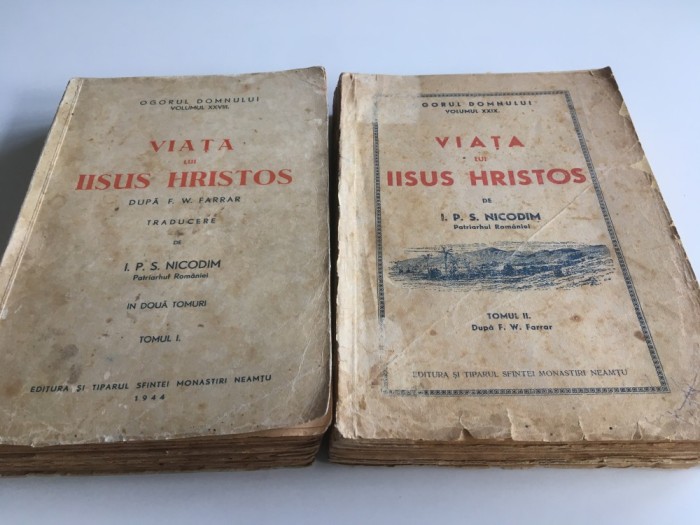 OGORUL DOMNULUI
VOLUMUL XXVIII.
VIAȚA
LUI
IISUS HRISTOS
DUPĂ F. W. FARRAR
TRADUCERE
DE
I. P. S. NICODIM
Patriarhul României
IN DOUĂ TOMURI
TOMUL I.
EDITURA ȘI TIPARUL SFINTEI MONASTIRI NEAMȚU
1944
OGORUL DOMNULUI
VOLUMUL XXIX.
VIAȚA
LUI
IISUS HRISTOS
DE
I. P. S. NICODIM
Patriarhul României
TOMUL II.
După F. W. Farrar
EDITURA ȘI TIPARUL SFINTEI MONASTIRI NEAMȚU